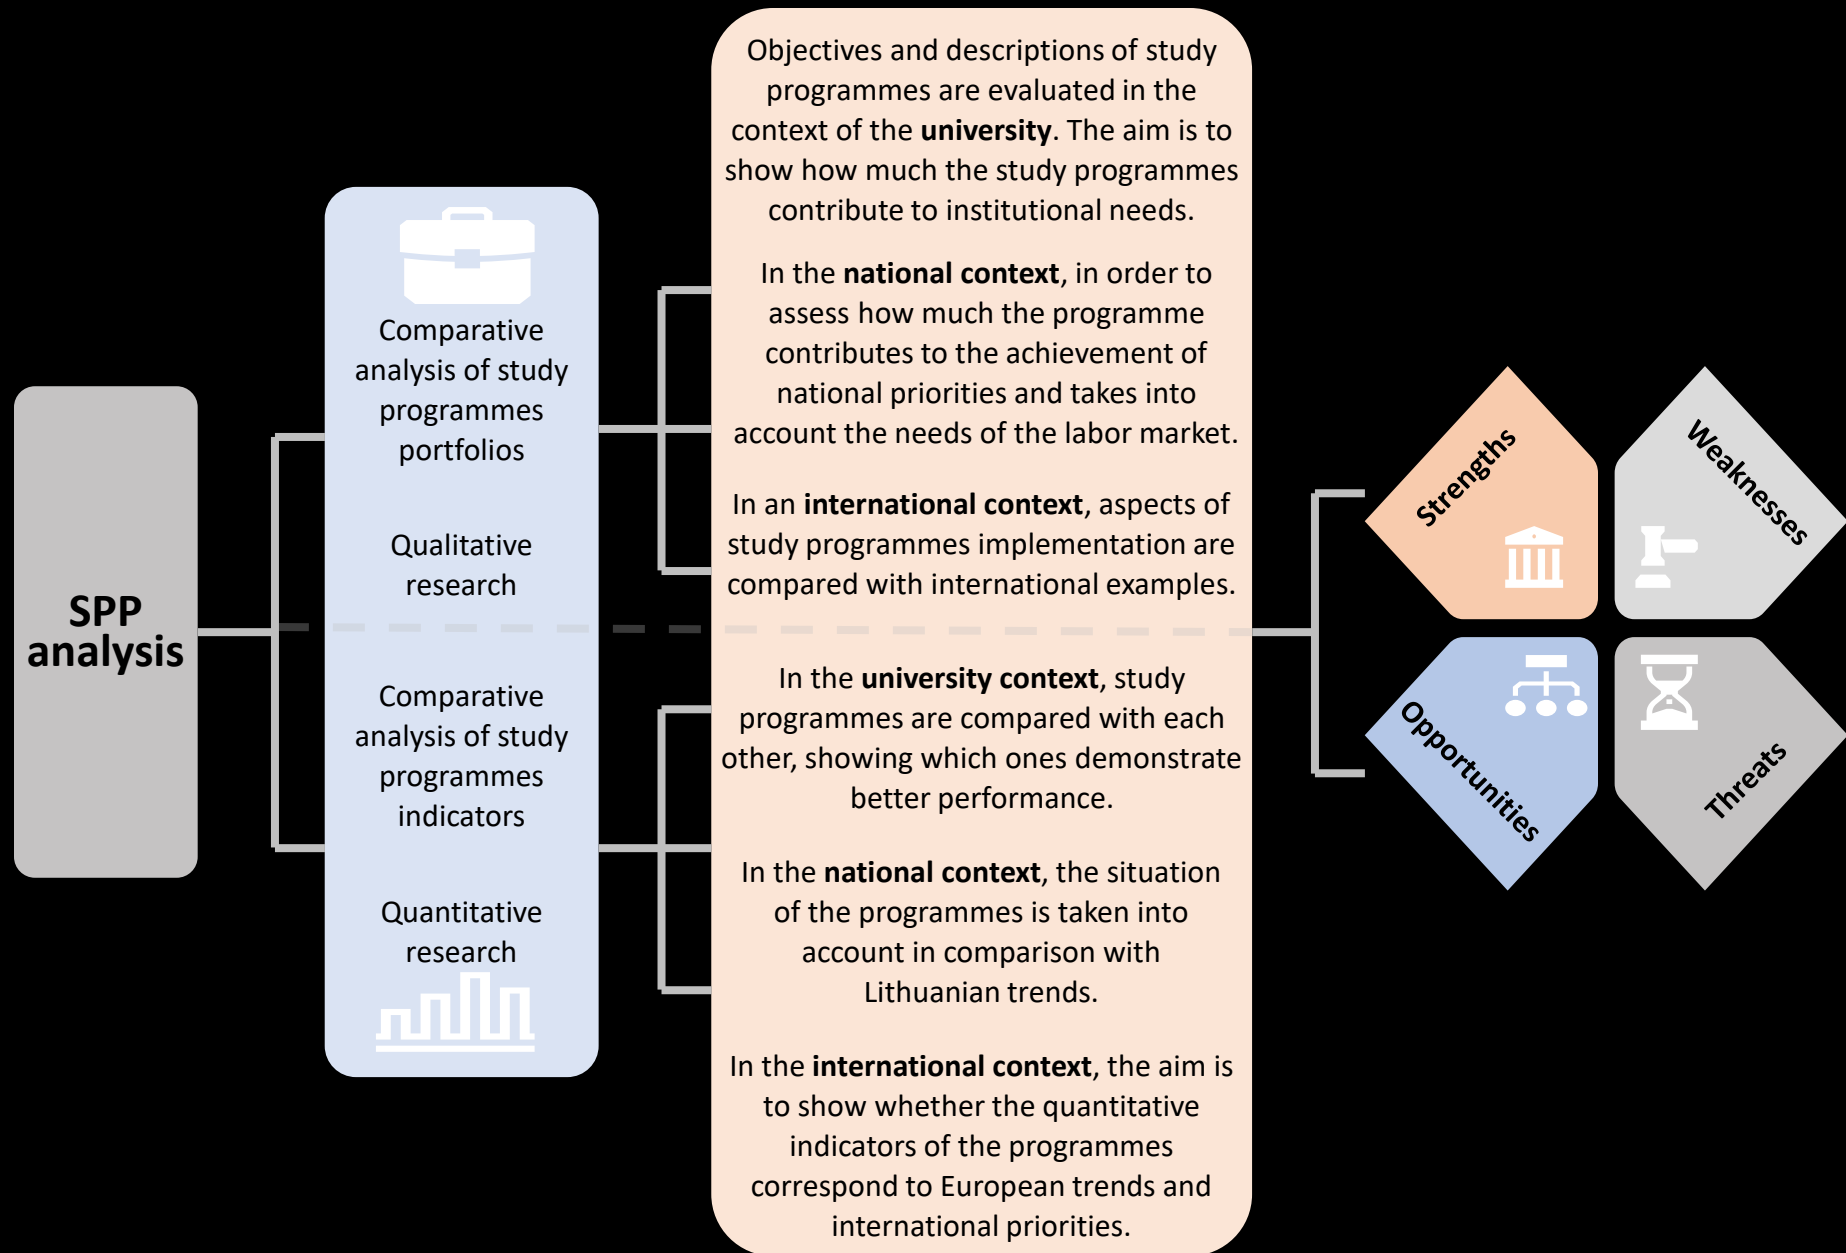 SPP
analysis
Comparative
analysis of study
programmes
portfolios
Qualitative
research
Comparative
analysis of study
programmes
indicators
Quantitative
research
Objectives and descriptions of study
programmes are evaluated in the
context of the university. The aim is to
show how much the study programmes
contribute to institutional needs.
In the national context, in order to
assess how much the programme
contributes to the achievement of
national priorities and takes into
account the needs of the labor market.
In an international context, aspects of
study programmes implementation are
compared with international examples.
In the university context, study
programmes are compared with each
other, showing which ones demonstrate
better performance.
In the national context, the situation
of the programmes is taken into
account in comparison with
Lithuanian trends.
In the international context, the aim is
to show whether the quantitative
indicators of the programmes
correspond to European trends and
international priorities.
Strengths
Weaknesses
Opportunities
Threats